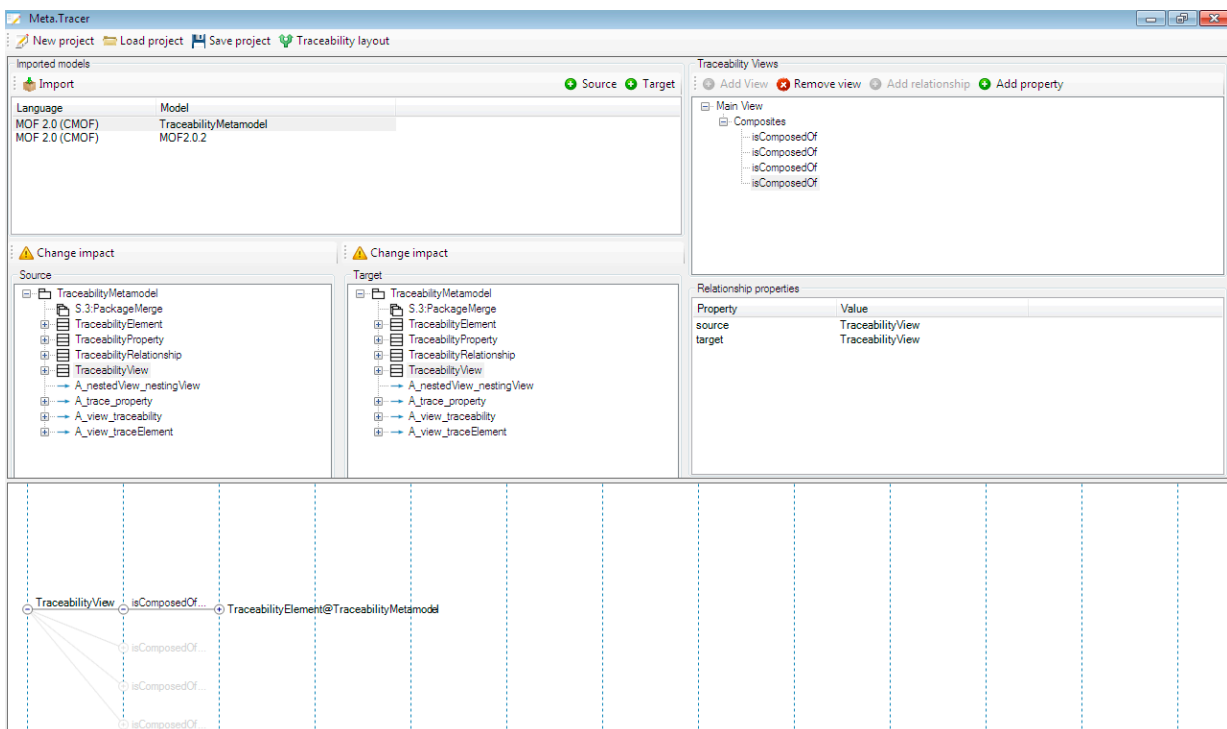 Meta.Tracer
New project Load project Save project Traceability layout
Imported models
Import Source Target
Language Model
MOF 2.0 (CMOF) TraceabilityMetamodel
MOF 2.0 (CMOF) MOF2.0.2
Traceability Views
Add View Remove view Add relationship Add property
Main View
Composites
isComposedOf
isComposedOf
isComposedOf
isComposedOf
Change impact
Source
TraceabilityMetamodel
S.3:PackageMerge
TraceabilityElement
TraceabilityProperty
TraceabilityRelationship
TraceabilityView
A_nestedView_nestingView
A_trace_property
A_view_traceability
A_view_traceElement
Change impact
Target
TraceabilityMetamodel
S.3:PackageMerge
TraceabilityElement
TraceabilityProperty
TraceabilityRelationship
TraceabilityView
A_nestedView_nestingView
A_trace_property
A_view_traceability
A_view_traceElement
Relationship properties
Property Value
source TraceabilityView
target TraceabilityView
TraceabilityView isComposedOf... TraceabilityElement@TraceabilityMetamodel
isComposedOf...
isComposedOf...
isComposedOf...